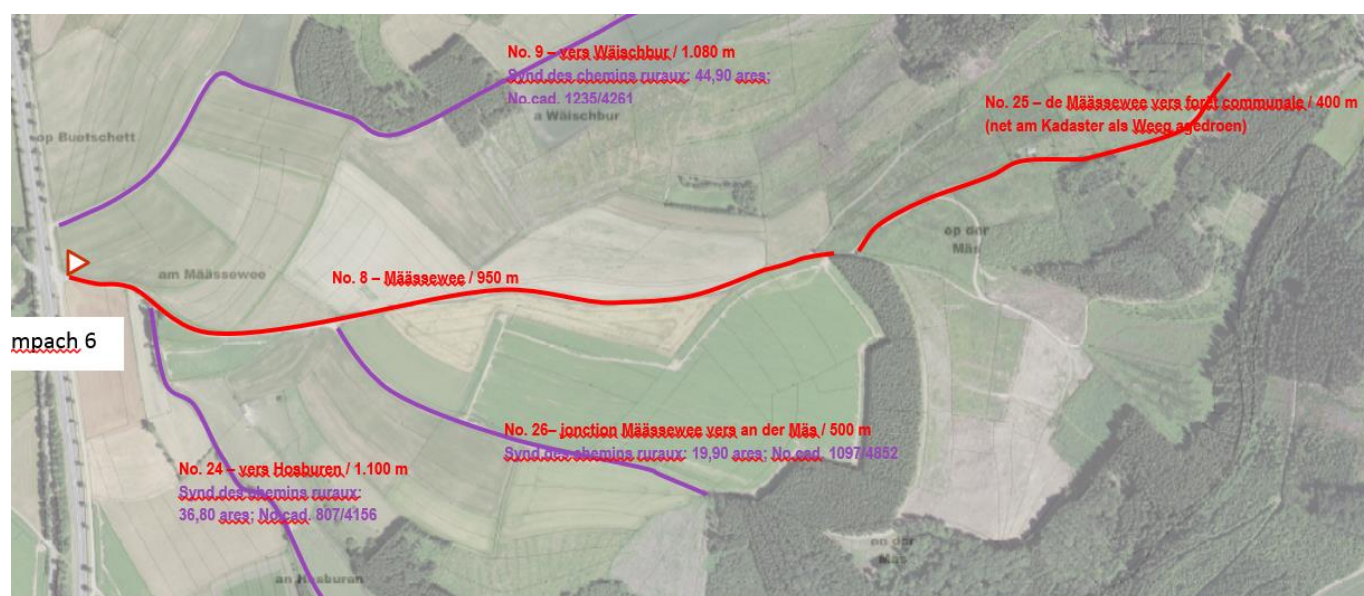 No. 9 – vers Wäischbur / 1.080 m
Synd des chemins ruraux: 44,90 ares;
No.cad. 1235/4261
a Wäischbur
No. 25 – de Määssewee vers forêt communale / 400 m
(net am Kadaster als Weeg agedroen)
op Buetschett
op der
Mäs
am Määssewee
No. 8 – Määssewee / 950 m
mpach 6
No. 26– jonction Määssewee vers an der Mäs / 500 m
Synd des chemins ruraux: 19,90 ares; No.cad. 1097/4852
No. 24 – vers Hosburen / 1.100 m
Synd des chemins ruraux:
36,80 ares; No.cad. 807/4156
on der
Mäs
an Hosburen